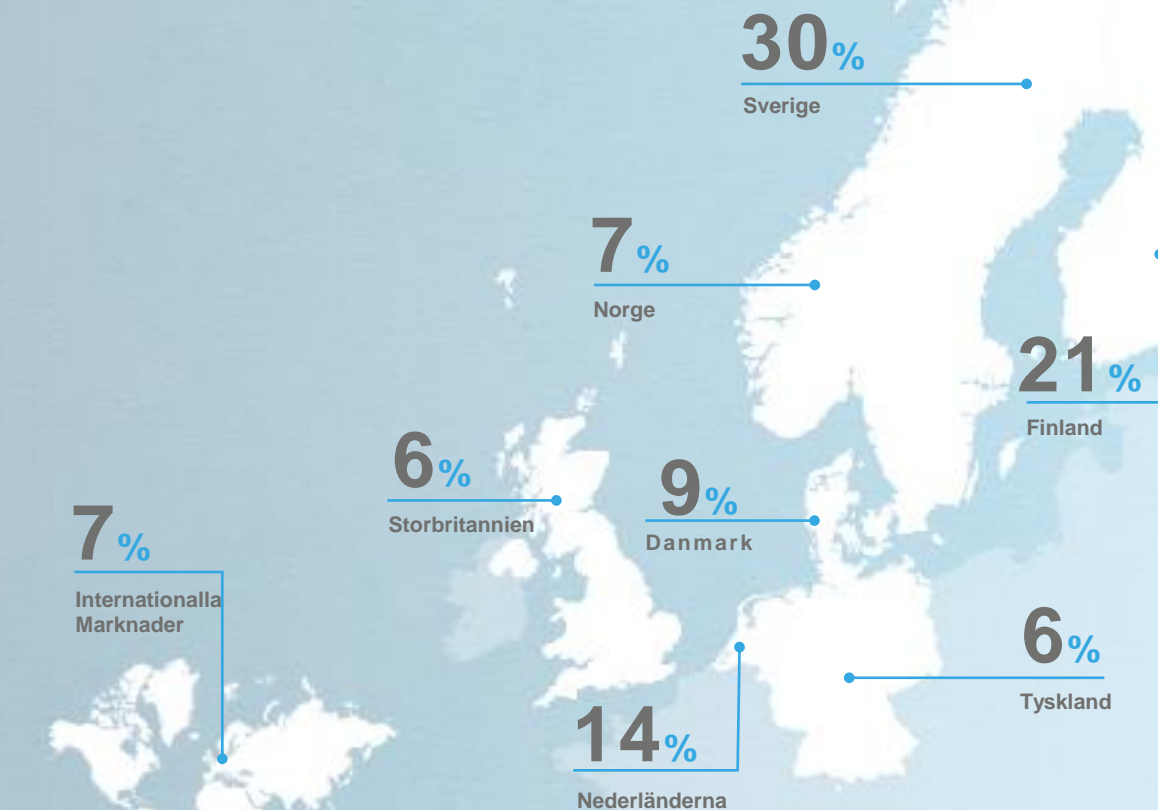 30%
Sverige
7%
Norge
21%
Finland
6%
Storbritannien
9%
Danmark
7%
Internationalla
Marknader
6%
Tyskland
14%
Nederländerna